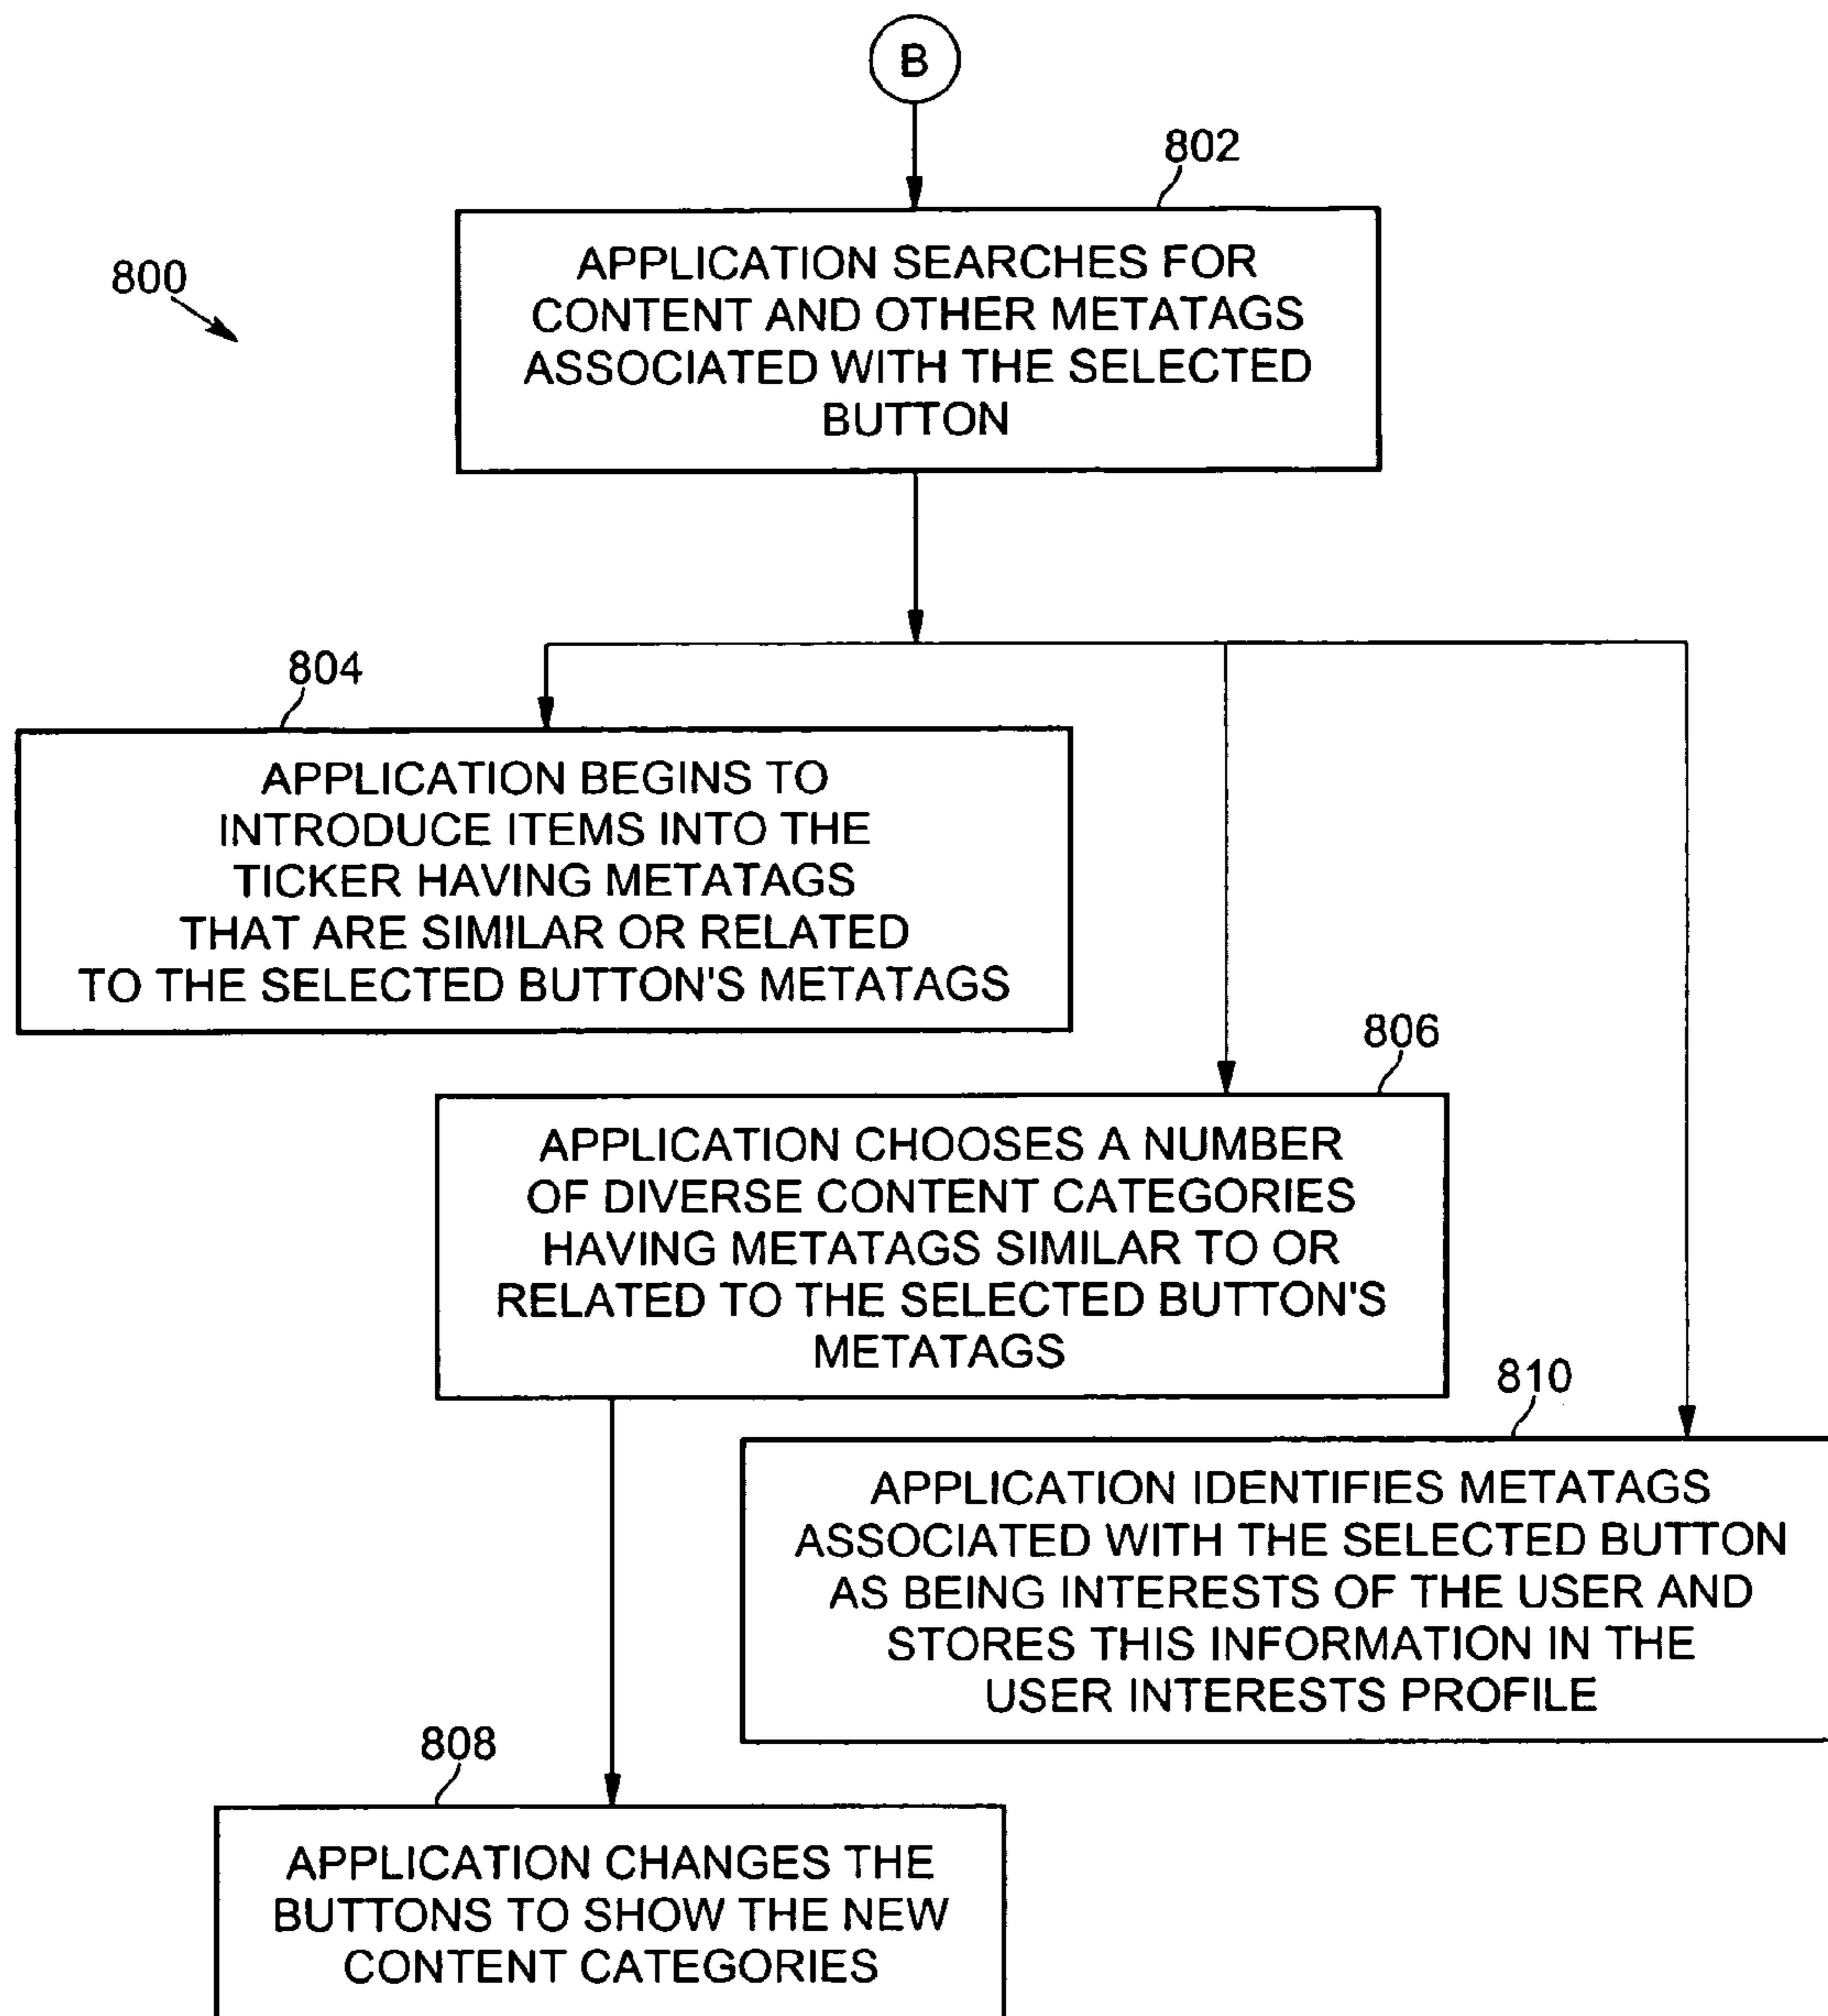 B
802
800
APPLICATION SEARCHES FOR
CONTENT AND OTHER METATAGS
ASSOCIATED WITH THE SELECTED
BUTTON
804
APPLICATION BEGINS TO
INTRODUCE ITEMS INTO THE
TICKER HAVING METATAGS
THAT ARE SIMILAR OR RELATED
TO THE SELECTED BUTTON'S METATAGS
806
APPLICATION CHOOSES A NUMBER
OF DIVERSE CONTENT CATEGORIES
HAVING METATAGS SIMILAR TO OR
RELATED TO THE SELECTED BUTTON'S
METATAGS
810
APPLICATION IDENTIFIES METATAGS
ASSOCIATED WITH THE SELECTED BUTTON
AS BEING INTERESTS OF THE USER AND
STORES THIS INFORMATION IN THE
USER INTERESTS PROFILE
808
APPLICATION CHANGES THE
BUTTONS TO SHOW THE NEW
CONTENT CATEGORIES